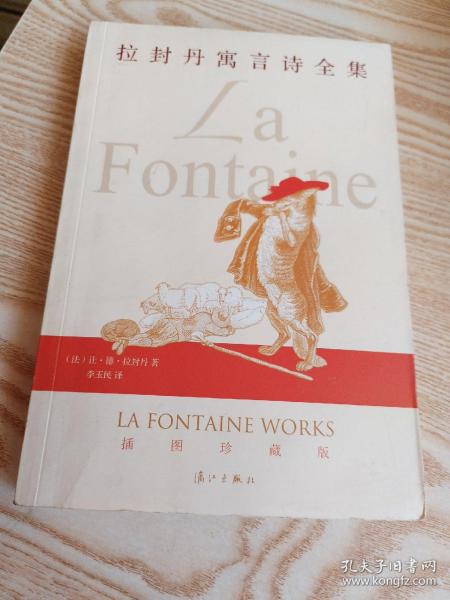 拉封丹寓言诗全集
La
Fontaine
（法）让·德·拉封丹 著
李玉民 译
LA FONTAINE WORKS
插图珍藏版
漓江出版社
孔夫子旧书网
www.kongfz.com